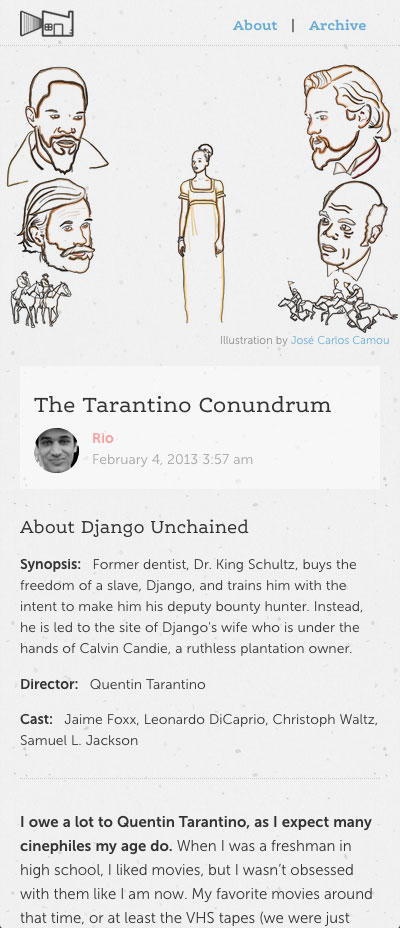 About | Archive
Illustration by José Carlos Camou
The Tarantino Conundrum
Rio
February 4, 2013 3:57 am
About Django Unchained
Synopsis: Former dentist, Dr. King Schultz, buys the
freedom of a slave, Django, and trains him with the
intent to make him his deputy bounty hunter. Instead,
he is led to the site of Django's wife who is under the
hands of Calvin Candie, a ruthless plantation owner.
Director: Quentin Tarantino
Cast: Jaime Foxx, Leonardo DiCaprio, Christoph Waltz,
Samuel L. Jackson
I owe a lot to Quentin Tarantino, as I expect many
cinephiles my age do. When I was a freshman in
high school, I liked movies, but I wasn’t obsessed
with them like I am now. My favorite movies around
that time, or at least the VHS tapes (we were just